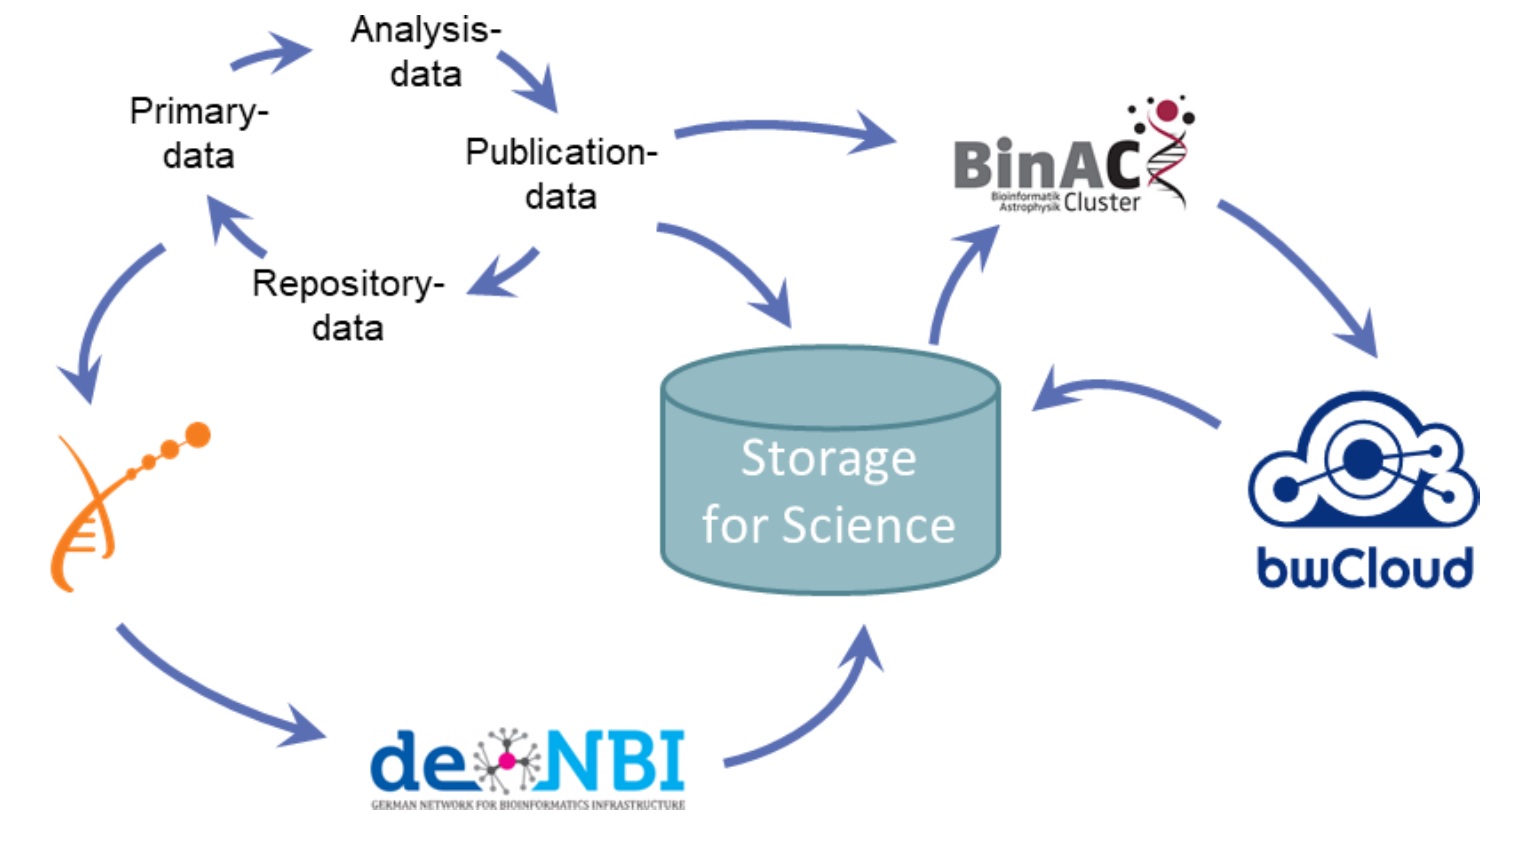 Analysis-
data
Primary-
data
Publication-
data
Repository-
data
BinAC
Bioinformatik
Astrophysik Cluster
Storage
for Science
bwCloud
de NBI
GERMAN NETWORK FOR BIOINFORMATICS INFRASTRUCTURE